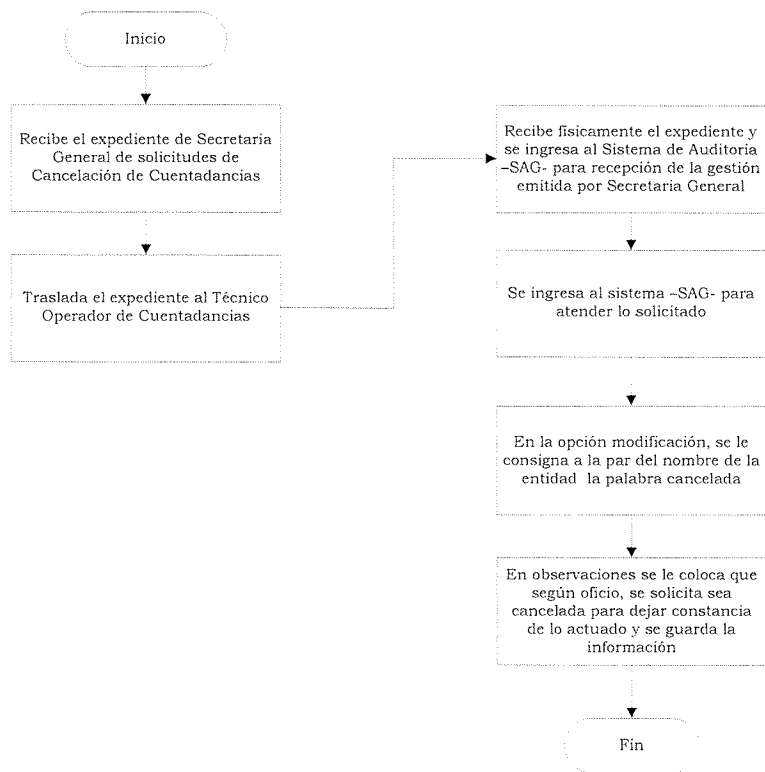 Inicio
Recibe el expediente de Secretaria
General de solicitudes de
Cancelación de Cuentadancias
Traslada el expediente al Técnico
Operador de Cuentadancias
Recibe fisicamente el expediente y
se ingresa al Sistema de Auditoria
–SAG- para recepción de la gestión
emitida por Secretaria General
Se ingresa al sistema –SAG- para
atender lo solicitado
En la opción modificación, se le
consigna a la par del nombre de la
entidad la palabra cancelada
En observaciones se le coloca que
según oficio, se solicita sea
cancelada para dejar constancia
de lo actuado y se guarda la
información
Fin